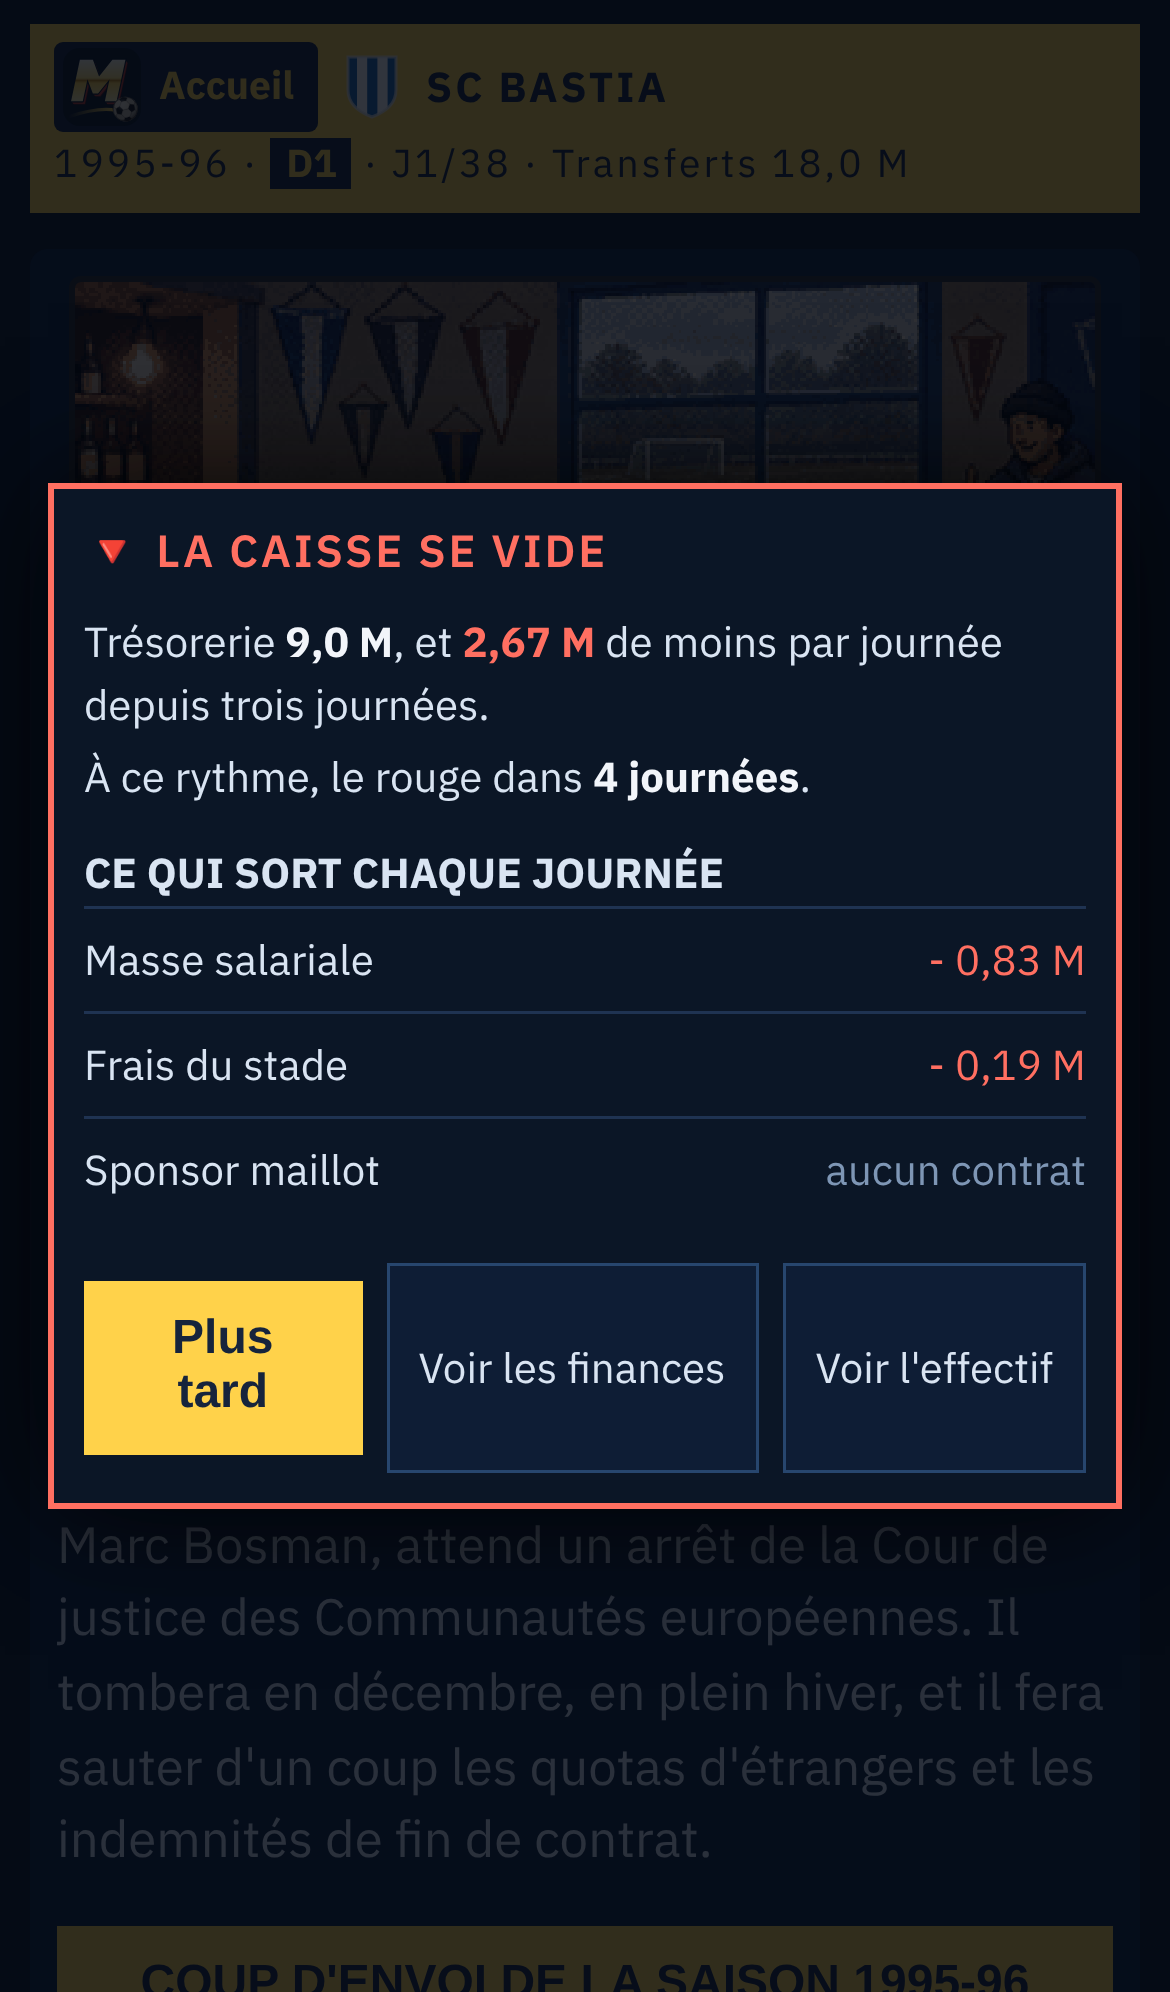 M Accueil SC BASTIA
1995-96 · D1 · J1/38 · Transferts 18,0 M
🔻 LA CAISSE SE VIDE
Trésorerie 9,0 M, et 2,67 M de moins par journée
depuis trois journées.
À ce rythme, le rouge dans 4 journées.
CE QUI SORT CHAQUE JOURNÉE
Masse salariale - 0,83 M
Frais du stade - 0,19 M
Sponsor maillot aucun contrat
Plus
tard
Voir les finances
Voir l'effectif
Marc Bosman, attend un arrêt de la Cour de
justice des Communautés européennes. Il
tombera en décembre, en plein hiver, et il fera
sauter d'un coup les quotas d'étrangers et les
indemnités de fin de contrat.
COUP D'ENVOI DE LA SAISON 1995-96